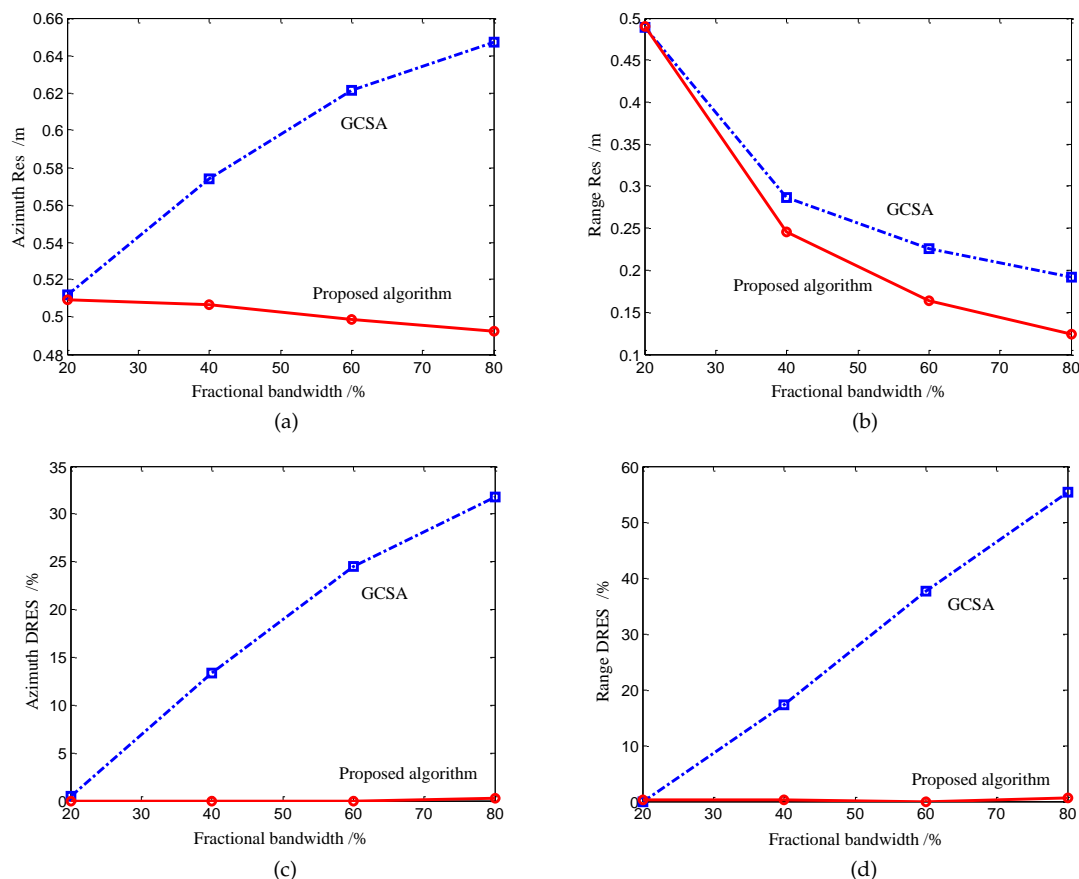 0.66
0.64
0.62
0.6
0.58
0.56
0.54
0.52
0.5
0.48
Azimuth Res /m
GCSA
Proposed algorithm
20 30 40 50 60 70 80
Fractional bandwidth /%
(a)
0.5
0.45
0.4
0.35
0.3
0.25
0.2
0.15
0.1
Range Res /m
GCSA
Proposed algorithm
20 30 40 50 60 70 80
Fractional bandwidth /%
(b)
35
30
25
20
15
10
5
0
Azimuth DRES /%
GCSA
Proposed algorithm
20 30 40 50 60 70 80
Fractional bandwidth /%
(c)
60
50
40
30
20
10
0
Range DRES /%
GCSA
Proposed algorithm
20 30 40 50 60 70 80
Fractional bandwidth /%
(d)